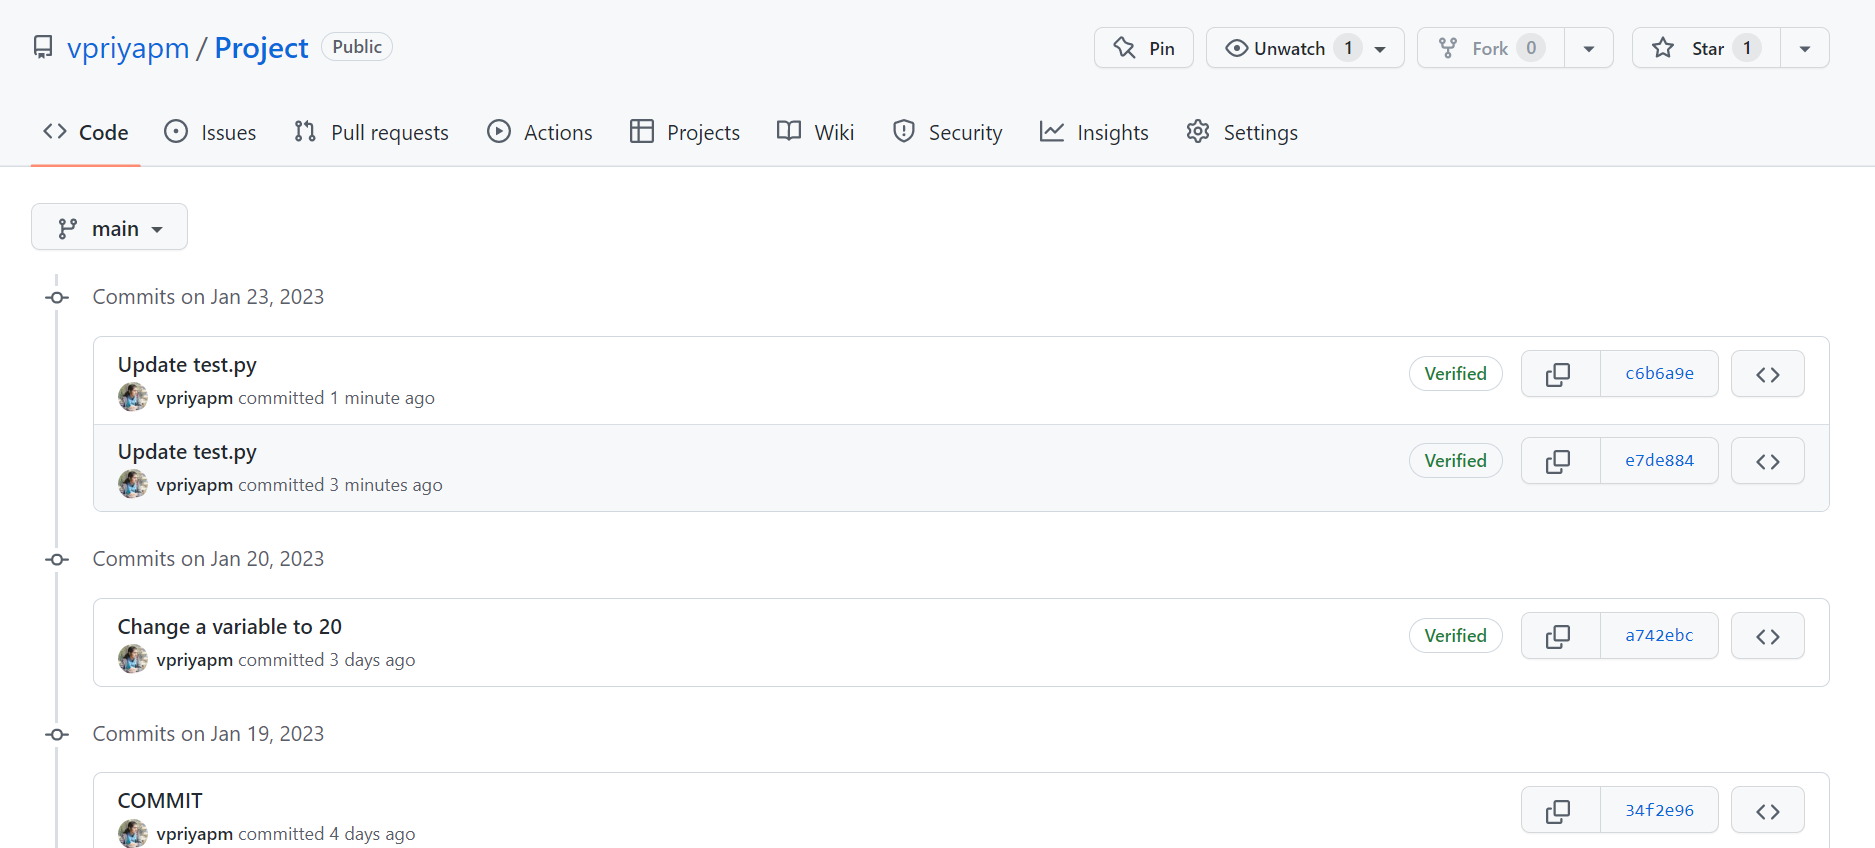 vpriyapm / Project Public
Pin Unwatch 1 Fork 0 Star 1
Code Issues Pull requests Actions Projects Wiki Security Insights Settings
main
Commits on Jan 23, 2023
Update test.py
Verified c6b6a9e
vpriyapm committed 1 minute ago
Update test.py
Verified e7de884
vpriyapm committed 3 minutes ago
Commits on Jan 20, 2023
Change a variable to 20
Verified a742ebc
vpriyapm committed 3 days ago
Commits on Jan 19, 2023
COMMIT
34f2e96
vpriyapm committed 4 days ago